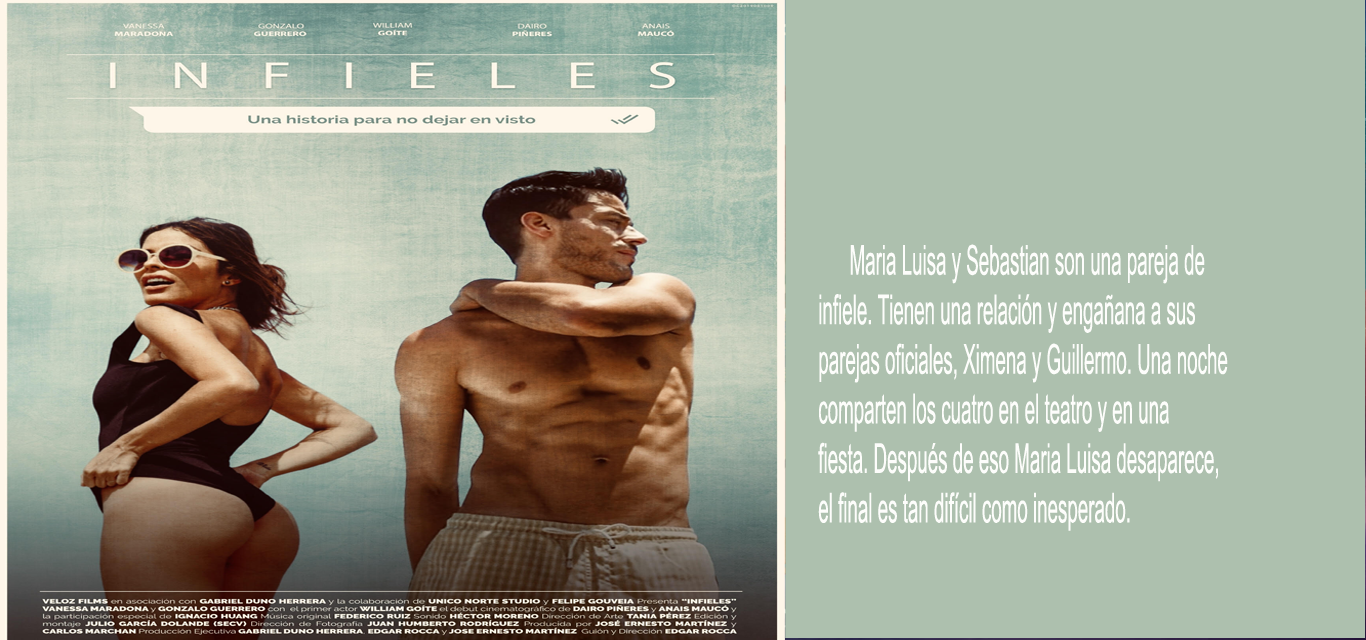 VANESSA MARADONA
GONZALO GUERRERO
WILLIAM GOÍTE
DAIRO PIÑERES
ANAIS MAUCÓ
INFIELES
Una historia para no dejar en visto
VELOZ FILMS en asociación con GABRIEL DUNO HERRERA y la colaboración de UNICO NORTE STUDIO y FELIPE GOUVEIA Presenta "INFIELES"
VANESSA MARADONA y GONZALO GUERRERO con el primer actor WILLIAM GOÍTE el debut cinematográfico de DAIRO PIÑERES y ANAIS MAUCÓ y
la participación especial de IGNACIO HUANG Música original FEDERICO RUIZ Sonido HÉCTOR MORENO Direccion de Arte TANIA PÉREZ Edición y
montaje JULIO GARCÍA DOLANDE (SECV) Dirección de Fotografía JUAN HUMBERTO RODRÍGUEZ Producida por JOSÉ ERNESTO MARTÍNEZ y
CARLOS MARCHAN Producción Ejecutiva GABRIEL DUNO HERRERA, EDGAR ROCCA y JOSE ERNESTO MARTÍNEZ Guión y Dirección EDGAR ROCCA
Maria Luisa y Sebastian son una pareja de
infiele. Tienen una relación y engañana a sus
parejas oficiales, Ximena y Guillermo. Una noche
comparten los cuatro en el teatro y en una
fiesta. Después de eso Maria Luisa desaparece,
el final es tan difícil como inesperado.